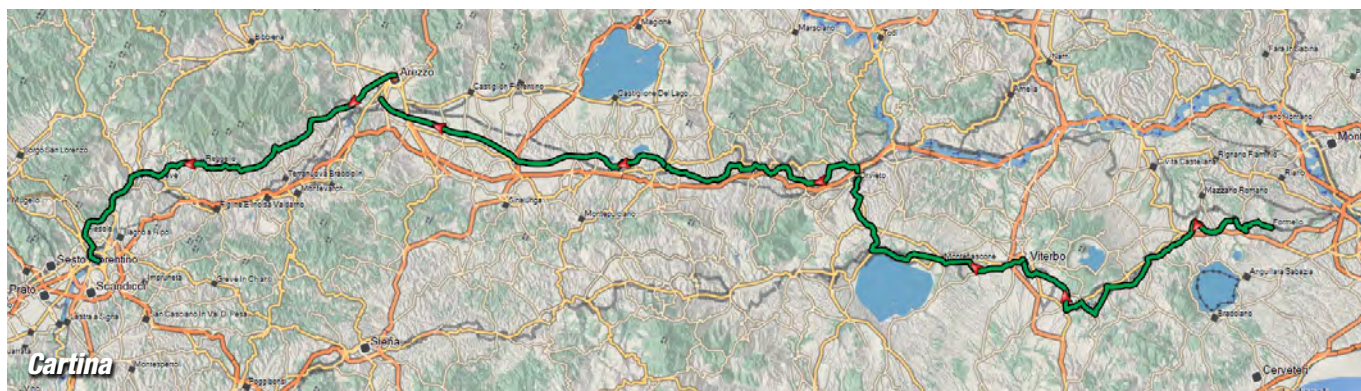 Magione
Marsciano
Todi
Bibbiena
Narni
Fara In Sabina
Arezzo
Castiglion Fiorentino
Castiglione Del Lago
Amelia
Fiano Romano
Borgo San Lorenzo
Reggello
Rignano Flaminio
Civita Castellana
Riano
Terranuova Bracciolini
Montevarchi
Orvieto
Mazzano Romano
Figline E Incisa Valdarno
Sinalunga
Montepulciano
Formello
Bagno a Ripoli
Montefiascone
Viterbo
Sesto Fiorentino
Impruneta
Greve In Chianti
Anguillara Sabazia
Prato
Scandicci
Lastra a Signa
San Casciano In Val Di Pesa
Bracciano
Siena
Montespertoli
Cartina
Poggibonsi
Cerveteri